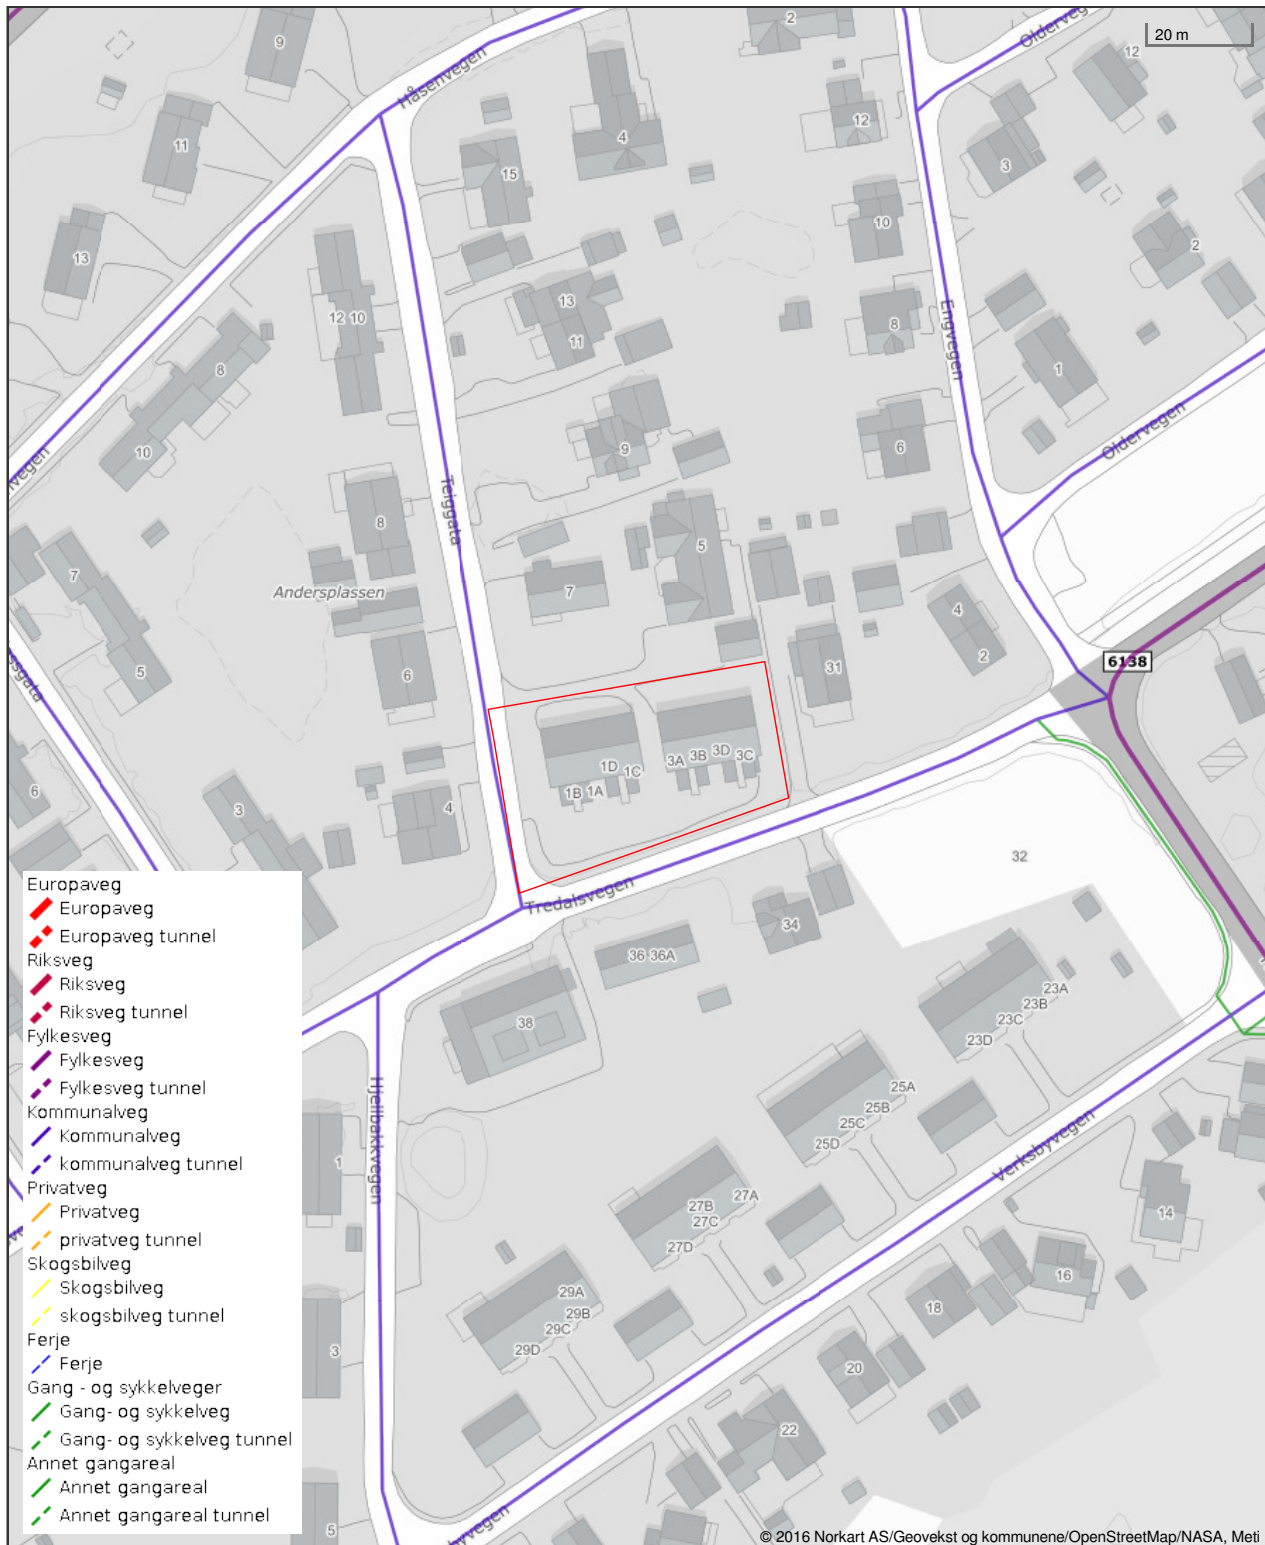 2
Oldervegen
20 m
9
12
Håsenvegen
4
12
11
15
3
10
13
2
13
12 10
8
11
Engvegen
8
1
Oldervegen
6
9
10
Teiggata
8
5
7
Andersplassen
7
4
31
2
6138
5
6
1D
1C
3A
3B
3D
3C
1B
1A
6
3
4
32
Tredalsvegen
34
36 36A
38
23A
23B
23C
23D
25A
25B
25C
25D
Hjellbakkvegen
1
Verksbyvegen
27A
27B
27C
27D
14
16
18
29A
29B
29C
29D
3
20
22
5
Europaveg
Europaveg
Europaveg tunnel
Riksveg
Riksveg
Riksveg tunnel
Fylkesveg
Fylkesveg
Fylkesveg tunnel
Kommunalveg
Kommunalveg
kommunalveg tunnel
Privatveg
Privatveg
privatveg tunnel
Skogsbilveg
Skogsbilveg
skogsbilveg tunnel
Ferje
Ferje
Gang - og sykkelveger
Gang- og sykkelveg
Gang- og sykkelveg tunnel
Annet gangareal
Annet gangareal
Annet gangareal tunnel
byvegen
© 2016 Norkart AS/Geovekst og kommunene/OpenStreetMap/NASA, Meti